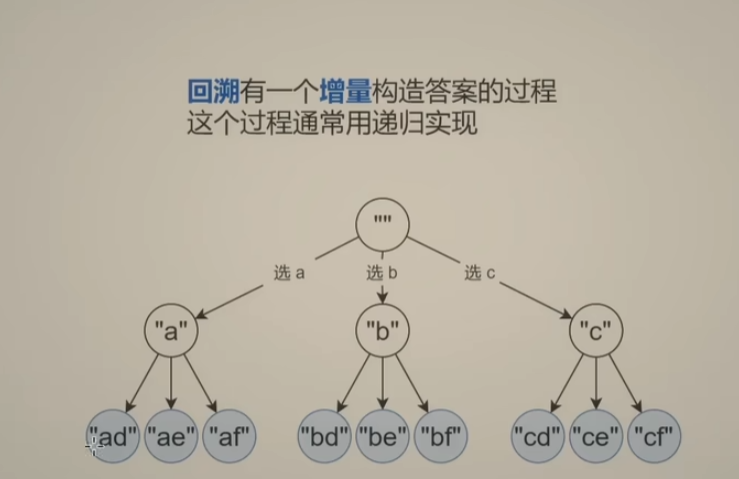 回溯有一个增量构造答案的过程
这个过程通常用递归实现
""
选 a 选 b 选 c
"a" "b" "c"
"ad" "ae" "af" "bd" "be" "bf" "cd" "ce" "cf"